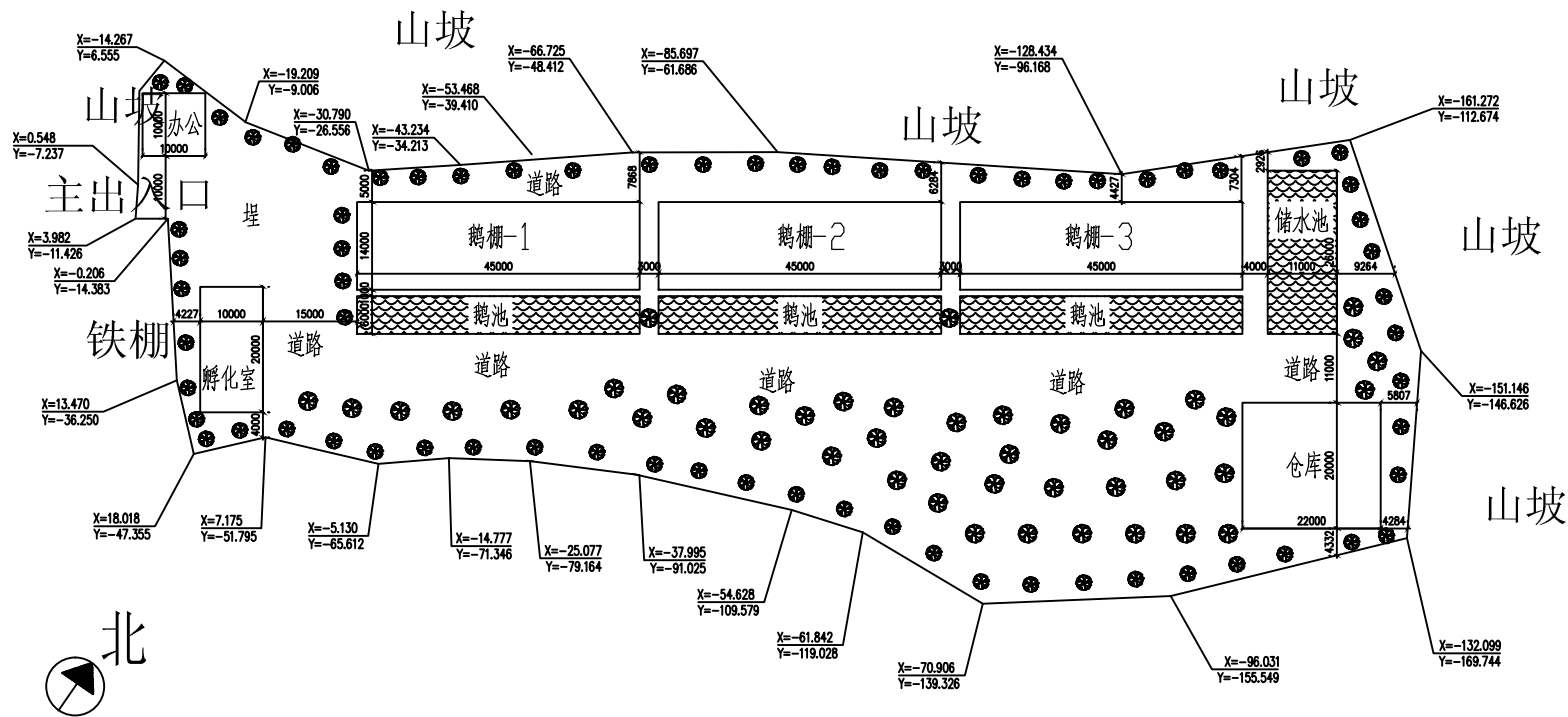 山坡
X=-14.267
Y=6.555
X=-19.209
Y=-9.006
X=-30.790
Y=-26.556
X=-43.234
Y=-34.213
X=-53.468
Y=-39.410
X=-66.725
Y=-48.412
X=-85.697
Y=-61.686
X=-128.434
Y=-96.168
山坡
山坡
X=-161.272
Y=-112.674
山坡
办公
10000
10000
10000
X=0.548
Y=-7.237
主出入口
X=3.982
Y=-11.426
X=-0.206
Y=-14.383
埕
道路
5000
7868
6284
4427
7304
2926
鹅棚-1
鹅棚-2
鹅棚-3
储水池
山坡
14000
45000
3000
45000
3000
45000
4000
11000
26000
9264
1000
6000
鹅池
鹅池
鹅池
4227
10000
15000
铁棚
道路
道路
道路
道路
道路
11000
20000
孵化室
4000
X=13.470
Y=-36.250
5807
X=-151.146
Y=-146.626
仓库
20000
22000
4284
4332
山坡
X=18.018
Y=-47.355
X=7.175
Y=-51.795
X=-5.130
Y=-65.612
X=-14.777
Y=-71.346
X=-25.077
Y=-79.164
X=-37.995
Y=-91.025
X=-54.628
Y=-109.579
X=-61.842
Y=-119.028
X=-70.906
Y=-139.326
X=-96.031
Y=-155.549
X=-132.099
Y=-169.744
北